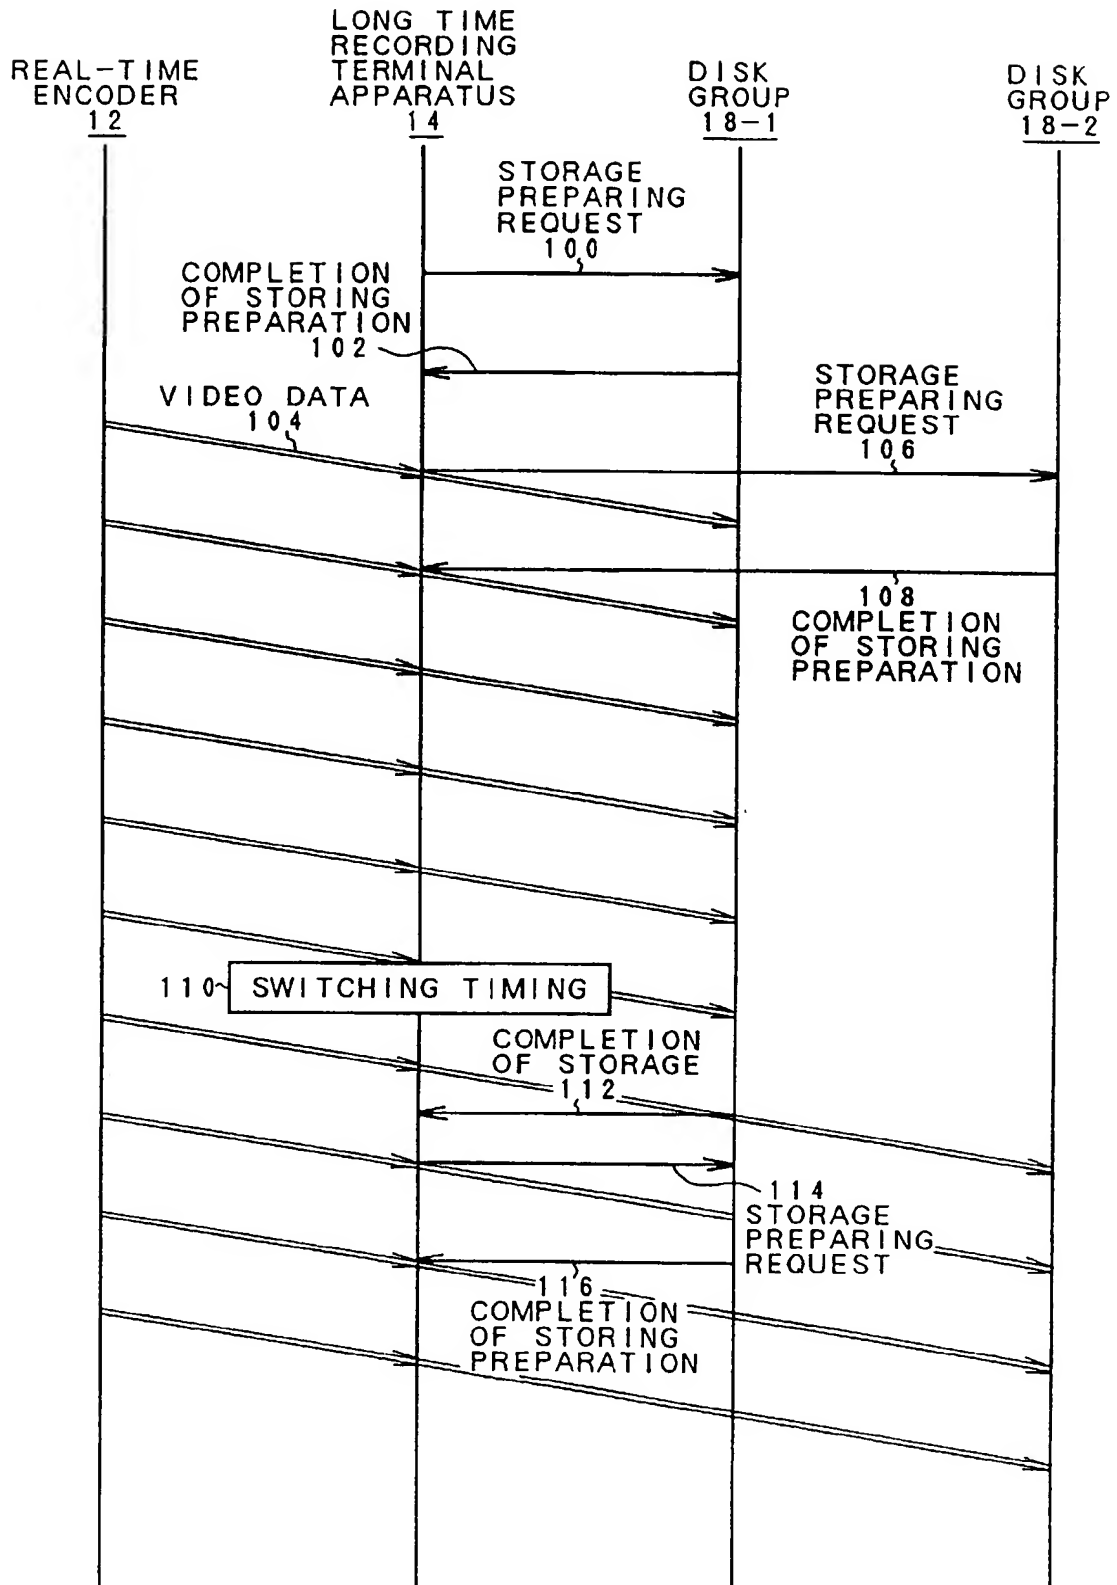 REAL-TIME
ENCODER
12
LONG TIME
RECORDING
TERMINAL
APPARATUS
14
DISK
GROUP
18-1
DISK
GROUP
18-2
STORAGE
PREPARING
REQUEST
100
COMPLETION
OF STORING
PREPARATION
102
VIDEO DATA
104
STORAGE
PREPARING
REQUEST
106
108
COMPLETION
OF STORING
PREPARATION
110
SWITCHING TIMING
COMPLETION
OF STORAGE
112
114
STORAGE
PREPARING
REQUEST
116
COMPLETION
OF STORING
PREPARATION